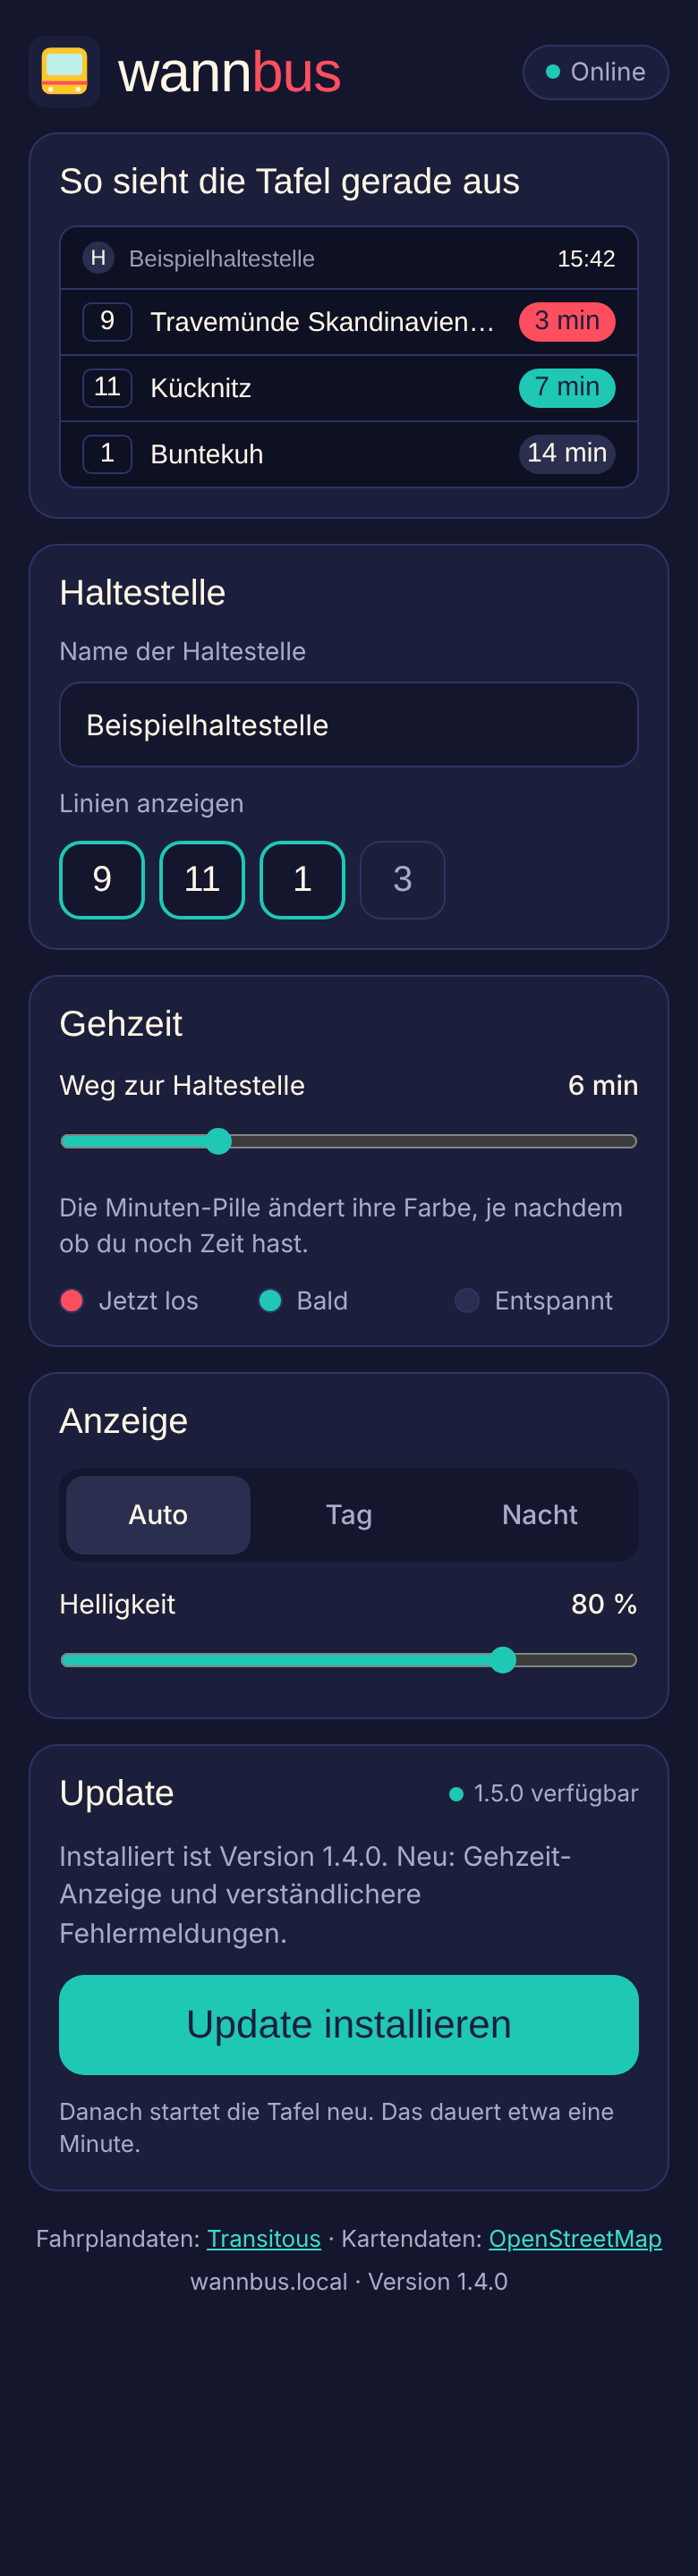 wannbus
Online
So sieht die Tafel gerade aus
H Beispielhaltestelle 15:42
9 Travemünde Skandinavien… 3 min
11 Kücknitz 7 min
1 Buntekuh 14 min
Haltestelle
Name der Haltestelle
Beispielhaltestelle
Linien anzeigen
9 11 1 3
Gehzeit
Weg zur Haltestelle 6 min
Die Minuten-Pille ändert ihre Farbe, je nachdem
ob du noch Zeit hast.
Jetzt los Bald Entspannt
Anzeige
Auto Tag Nacht
Helligkeit 80 %
Update 1.5.0 verfügbar
Installiert ist Version 1.4.0. Neu: Gehzeit-
Anzeige und verständlichere
Fehlermeldungen.
Update installieren
Danach startet die Tafel neu. Das dauert etwa eine
Minute.
Fahrplandaten: Transitous · Kartendaten: OpenStreetMap
wannbus.local · Version 1.4.0